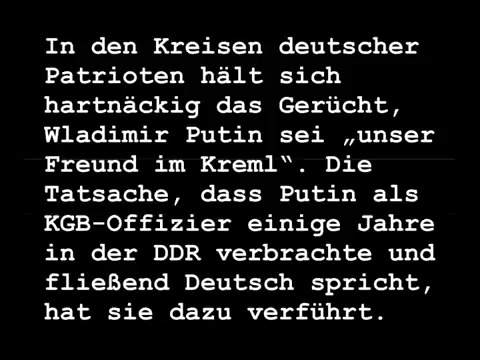 In den Kreisen deutscher
Patrioten hält sich
hartnäckig das Gerücht,
Wladimir Putin sei „unser
Freund im Kreml“. Die
Tatsache, dass Putin als
KGB-Offizier einige Jahre
in der DDR verbrachte und
fließend Deutsch spricht,
hat sie dazu verführt.